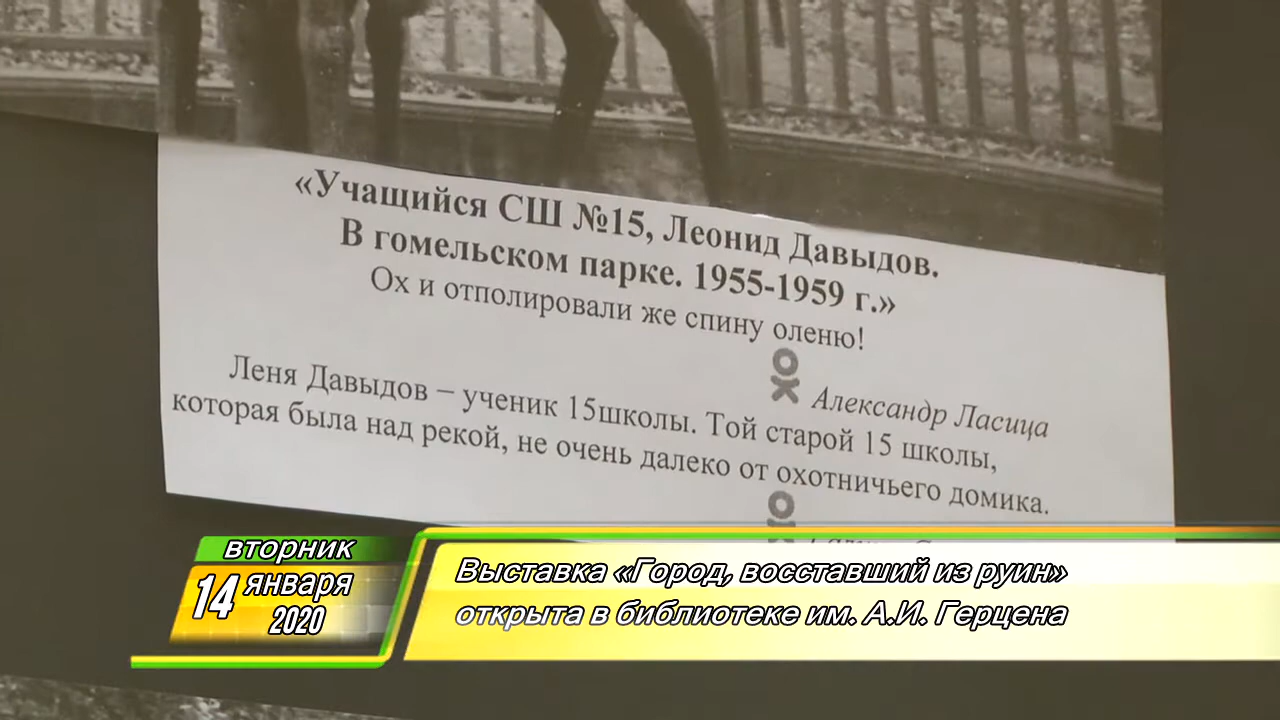 «Учащийся СШ №15, Леонид Давыдов.
В гомельском парке. 1955-1959 г.»
Ох и отполировали же спину оленю!
Александр Ласица
Леня Давыдов – ученик 15школы. Той старой 15 школы,
которая была над рекой, не очень далеко от охотничьего домика.
вторник
14 января
2020
Выставка «Город, восставший из руин»
открыта в библиотеке им. А.И. Герцена